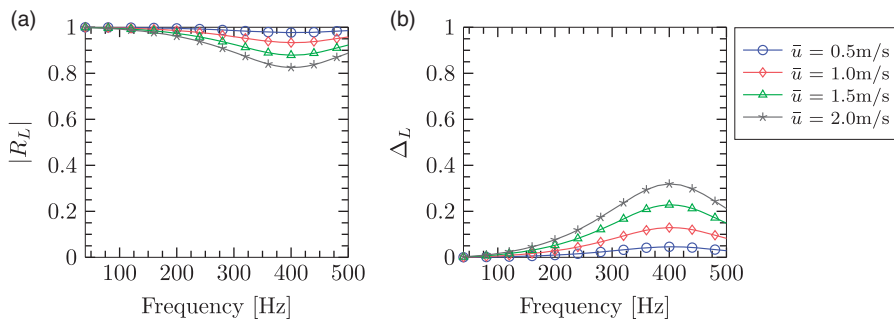 (a)
1
0.8
0.6
0.4
0.2
0
|R_L|
100 200 300 400 500
Frequency [Hz]
(b)
1
0.8
0.6
0.4
0.2
0
Δ_L
100 200 300 400 500
Frequency [Hz]
ū = 0.5m/s
ū = 1.0m/s
ū = 1.5m/s
ū = 2.0m/s